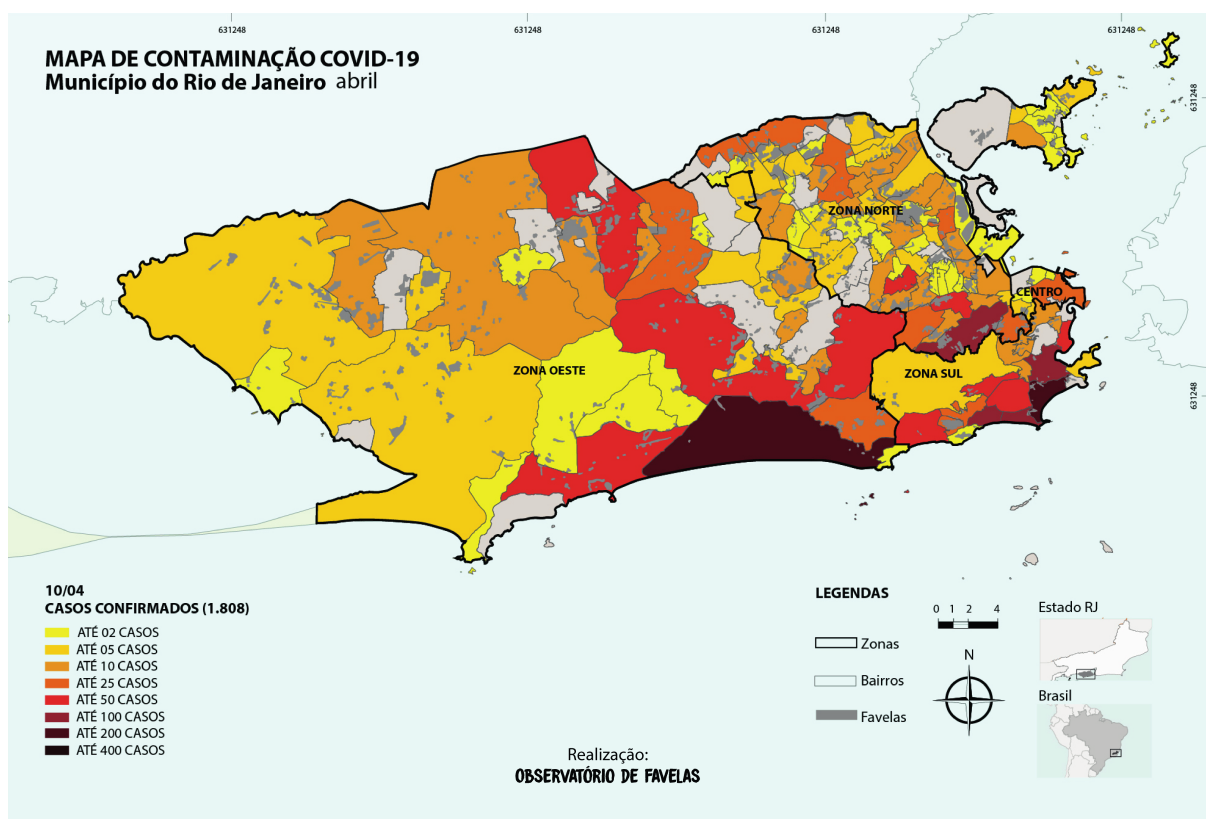 631248
631248
631248
631248
MAPA DE CONTAMINAÇÃO COVID-19
Município do Rio de Janeiro abril
631248
ZONA NORTE
CENTRO
ZONA OESTE
ZONA SUL
631248
10/04
CASOS CONFIRMADOS (1.808)
ATÉ 02 CASOS
ATÉ 05 CASOS
ATÉ 10 CASOS
ATÉ 25 CASOS
ATÉ 50 CASOS
ATÉ 100 CASOS
ATÉ 200 CASOS
ATÉ 400 CASOS
LEGENDAS
Zonas
Bairros
Favelas
0 1 2 4
N
Estado RJ
Brasil
Realização:
OBSERVATÓRIO DE FAVELAS